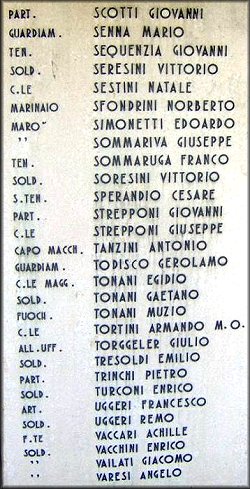 PART. SCOTTI GIOVANNI
GUARDIAM. SENNA MARIO
TEN. SEQUENZIA GIOVANNI
SOLD. SERESINI VITTORIO
C.LE SESTINI NATALE
MARINAIO SFONDRINI NORBERTO
MARO" SIMONETTI EDOARDO
" SOMMARIVA GIUSEPPE
TEN. SOMMARUGA FRANCO
SOLD. SORESINI VITTORIO
S.TEN. SPERANDIO CESARE
PART. STREPPONI GIOVANNI
C.LE STREPPONI GIUSEPPE
CAPO MACCH. TANZINI ANTONIO
GUARDIAM. TODISCO GEROLAMO
C.LE MAGG. TONANI EGIDIO
SOLD. TONANI GAETANO
FUOCH. TONANI MUZIO
C.LE TORTINI ARMANDO M.O.
ALL.UFF. TORGGELER GIULIO
SOLD. TRESOLDI EMILIO
PART. TRINCHI PIETRO
SOLD. TURCONI ENRICO
ART. UGGERI FRANCESCO
SOLD. UGGERI REMO
F.TE VACCARI ACHILLE
SOLD. VACCHINI ENRICO
" VAILATI GIACOMO
" VARESI ANGELO